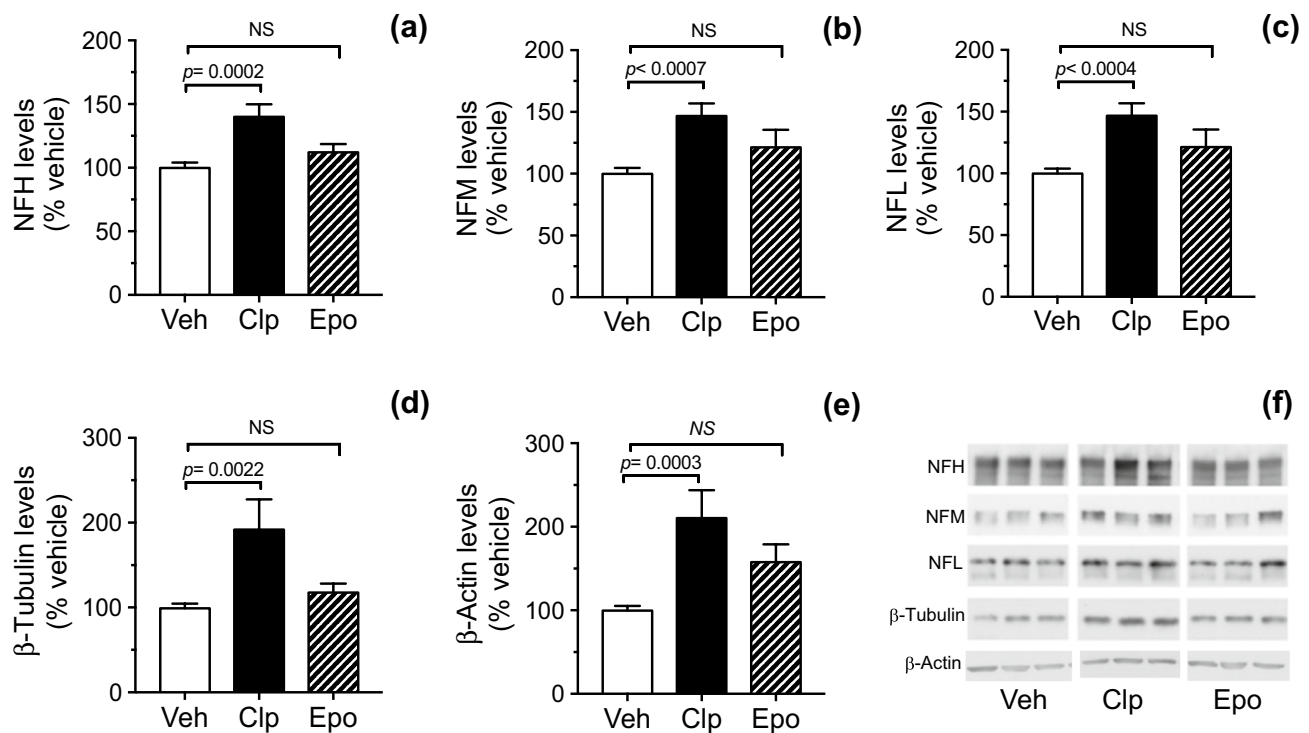 (a)
NFH levels
(% vehicle)
200
150
100
50
0
NS
p= 0.0002
Veh Clp Epo
(b)
NFM levels
(% vehicle)
200
150
100
50
0
NS
p< 0.0007
Veh Clp Epo
(c)
NFL levels
(% vehicle)
200
150
100
50
0
NS
p< 0.0004
Veh Clp Epo
(d)
β-Tubulin levels
(% vehicle)
300
200
100
0
NS
p= 0.0022
Veh Clp Epo
(e)
β-Actin levels
(% vehicle)
300
200
100
0
NS
p= 0.0003
Veh Clp Epo
(f)
NFH
NFM
NFL
β-Tubulin
β-Actin
Veh Clp Epo